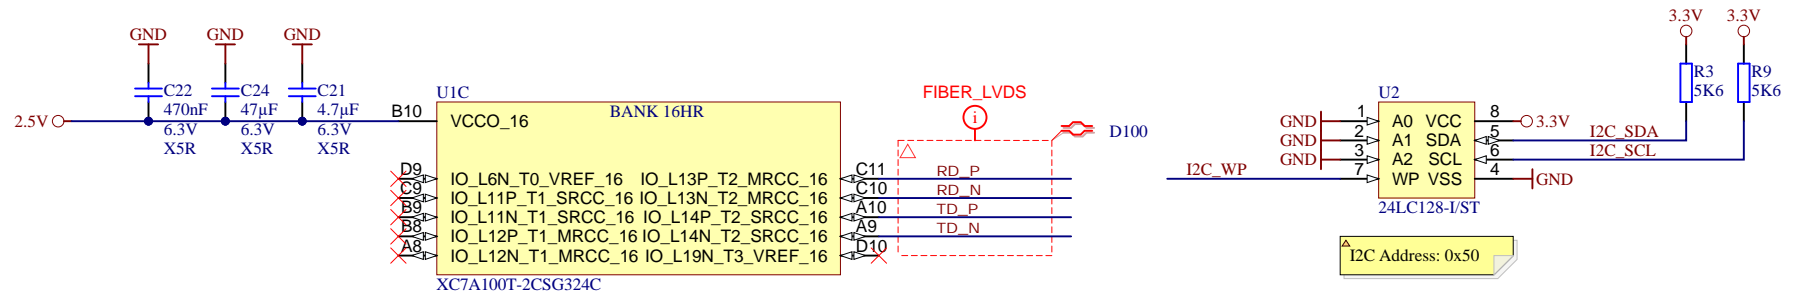 GND
GND
GND
C22
470nF
6.3V
X5R
C24
47µF
6.3V
X5R
C21
4.7µF
6.3V
X5R
2.5V
B10
U1C
BANK 16HR
VCCO_16
D9
IO_L6N_T0_VREF_16
IO_L13P_T2_MRCC_16
C11
RD_P
C9
IO_L11P_T1_SRCC_16
IO_L13N_T2_MRCC_16
C10
RD_N
B9
IO_L11N_T1_SRCC_16
IO_L14P_T2_SRCC_16
A10
TD_P
B8
IO_L12P_T1_MRCC_16
IO_L14N_T2_SRCC_16
A9
TD_N
A8
IO_L12N_T1_MRCC_16
IO_L19N_T3_VREF_16
D10
XC7A100T-2CSG324C
FIBER_LVDS
i
D100
3.3V
3.3V
R3
5K6
R9
5K6
U2
GND
1
A0
VCC
8
3.3V
GND
2
A1
SDA
5
I2C_SDA
GND
3
A2
SCL
6
I2C_SCL
I2C_WP
7
WP
VSS
4
GND
24LC128-I/ST
I2C Address: 0x50